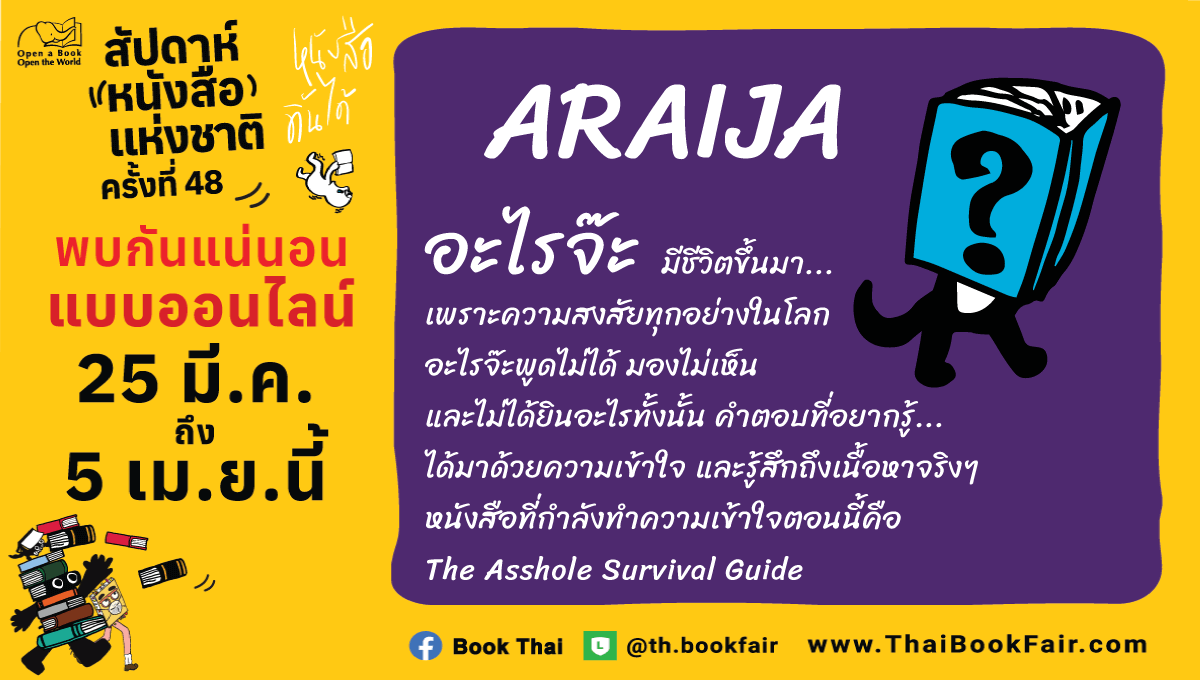 Open a Book
Open the World
สัปดาห์
หนังสือ
แห่งชาติ
ครั้งที่ 48
หนังสือ
ดิ้นได้
พบกันแน่นอน
แบบออนไลน์
25 มี.ค.
ถึง
5 เม.ย.นี้
ARAIJA
อะไรจ๊ะ มีชีวิตขึ้นมา...
เพราะความสงสัยทุกอย่างในโลก
อะไรจ๊ะพูดไม่ได้ มองไม่เห็น
และไม่ได้ยินอะไรทั้งนั้น คำตอบที่อยากรู้...
ได้มาด้วยความเข้าใจ และรู้สึกถึงเนื้อหาจริงๆ
หนังสือที่กำลังทำความเข้าใจตอนนี้คือ
The Asshole Survival Guide
?
Book Thai @th.bookfair www.ThaiBookFair.com